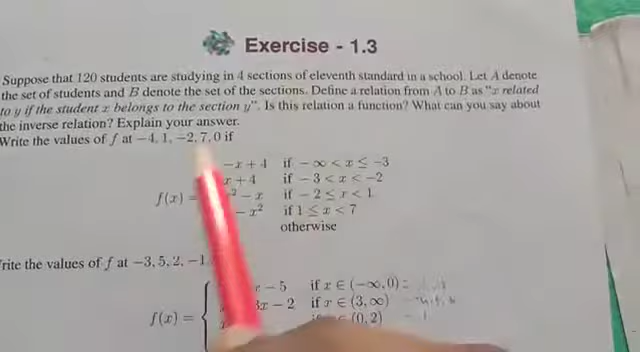 Exercise - 1.3
Suppose that 120 students are studying in 4 sections of eleventh standard in a school. Let A denote
the set of students and B denote the set of the sections. Define a relation from A to B as "x related
to y if the student x belongs to the section y". Is this relation a function? What can you say about
the inverse relation? Explain your answer.
Write the values of f at −4, 1, −2, 7, 0 if
−x + 4 if − ∞ < x ≤ −3
x + 4 if − 3 < x < −2
f(x) = 2 − x if − 2 ≤ x < 1
− x² if 1 ≤ x < 7
otherwise
rite the values of f at −3, 5, 2, −1
− 5 if x ∈ (−∞, 0)
f(x) = { 3x − 2 if x ∈ (3, ∞)
(0, 2)